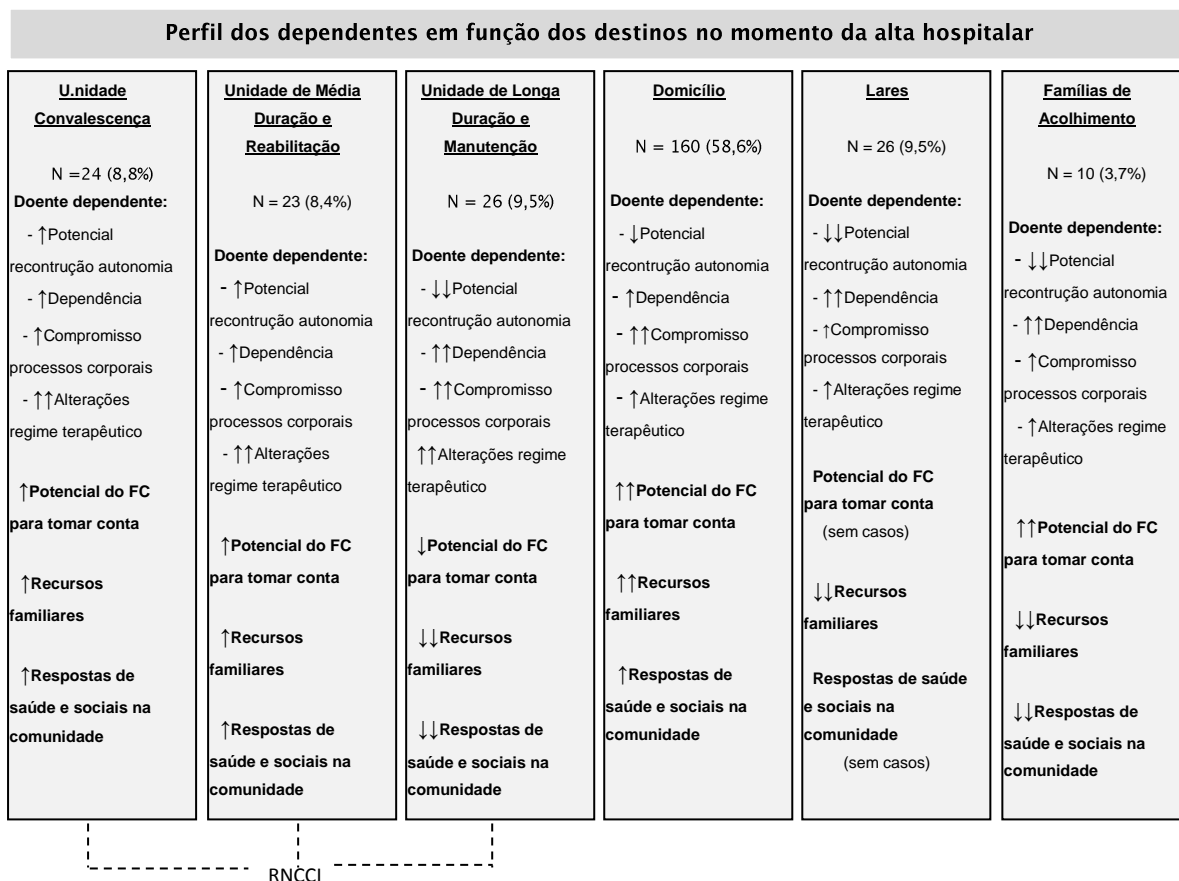 Perfil dos dependentes em função dos destinos no momento da alta hospitalar
U.nidade
Convalescença
N =24 (8,8%)
Doente dependente:
- ↑Potencial
recontrução autonomia
- ↑Dependência
- ↑Compromisso
processos corporais
- ↑↑Alterações
regime terapêutico
↑Potencial do FC
para tomar conta
↑Recursos
familiares
↑Respostas de
saúde e sociais na
comunidade
Unidade de Média
Duração e
Reabilitação
N = 23 (8,4%)
Doente dependente:
- ↑Potencial
recontrução autonomia
- ↑Dependência
- ↑Compromisso
processos corporais
- ↑↑Alterações
regime terapêutico
↑Potencial do FC
para tomar conta
↑Recursos
familiares
↑Respostas de
saúde e sociais na
comunidade
Unidade de Longa
Duração e
Manutenção
N = 26 (9,5%)
Doente dependente:
- ↓↓Potencial
recontrução autonomia
- ↑↑Dependência
- ↑↑Compromisso
processos corporais
↑↑Alterações regime
terapêutico
↓Potencial do FC
para tomar conta
↓↓Recursos
familiares
↓↓Respostas de
saúde e sociais na
comunidade
Domicílio
N = 160 (58,6%)
Doente dependente:
- ↓Potencial
recontrução autonomia
- ↑Dependência
- ↑↑Compromisso
processos corporais
- ↑Alterações regime
terapêutico
↑↑Potencial do FC
para tomar conta
↑↑Recursos
familiares
↑Respostas de
saúde e sociais na
comunidade
Lares
N = 26 (9,5%)
Doente dependente:
- ↓↓Potencial
recontrução autonomia
- ↑↑Dependência
- ↑Compromisso
processos corporais
- ↑Alterações regime
terapêutico
Potencial do FC
para tomar conta
(sem casos)
↓↓Recursos
familiares
Respostas de saúde
e sociais na
comunidade
(sem casos)
Famílias de
Acolhimento
N = 10 (3,7%)
Doente dependente:
- ↓↓Potencial
recontrução autonomia
- ↑↑Dependência
- ↑Compromisso
processos corporais
- ↑Alterações regime
terapêutico
↑↑Potencial do FC
para tomar conta
↓↓Recursos
familiares
↓↓Respostas de
saúde e sociais na
comunidade
RNCCI